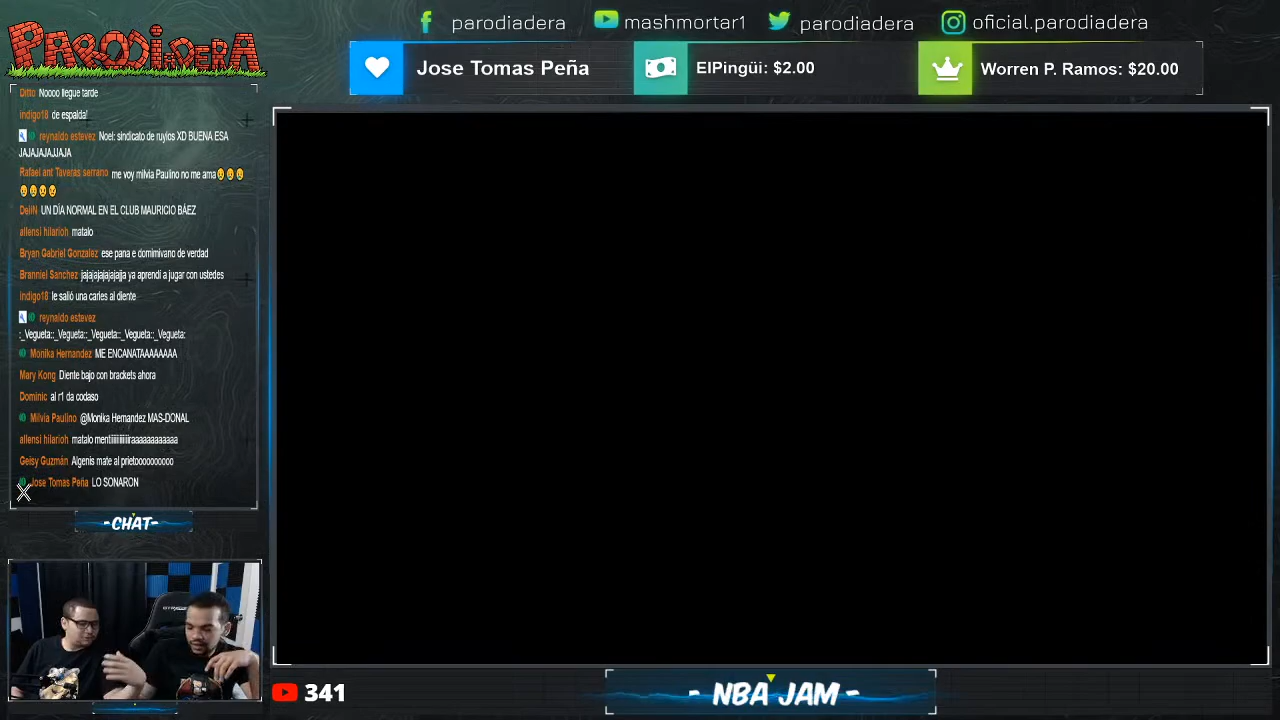 PARODIADERA
parodiadera
mashmortar1
parodiadera
oficial.parodiadera
Jose Tomas Peña
ElPingüi: $2.00
Worren P. Ramos: $20.00
Ditto Noooo llegue tarde
indigo18 de espalda!
reynaldo estevez Noel: sindicato de ruyios XD BUENA ESA
JAJAJAJAJJAJA
Rafael ant Taveras serrano me voy milvia Paulino no me ama😢😢😢
😢😢😢😢
DeliN UN DÍA NORMAL EN EL CLUB MAURICIO BÁEZ
allensi hilarioh matalo
Bryan Gabriel Gonzalez ese pana e domimivano de verdad
Branniel Sanchez jajajajajajajajja ya aprendi a jugar con ustedes
indigo18 le salió una caries al diente
reynaldo estevez
:_Vegueta::_Vegueta::_Vegueta::_Vegueta::_Vegueta:
Monika Hernandez ME ENCANATAAAAAAA
Mary Kong Diente bajo con brackets ahora
Dominic al r1 da codaso
Milvia Paulino @Monika Hernandez MAS-DONAL
allensi hilarioh matalo mentiiiiiiiiiiiraaaaaaaaaaaa
Geisy Guzmán Algenis mate al prietooooooooo
Jose Tomas Peña LO SONARON
-CHAT-
341
- NBA JAM -